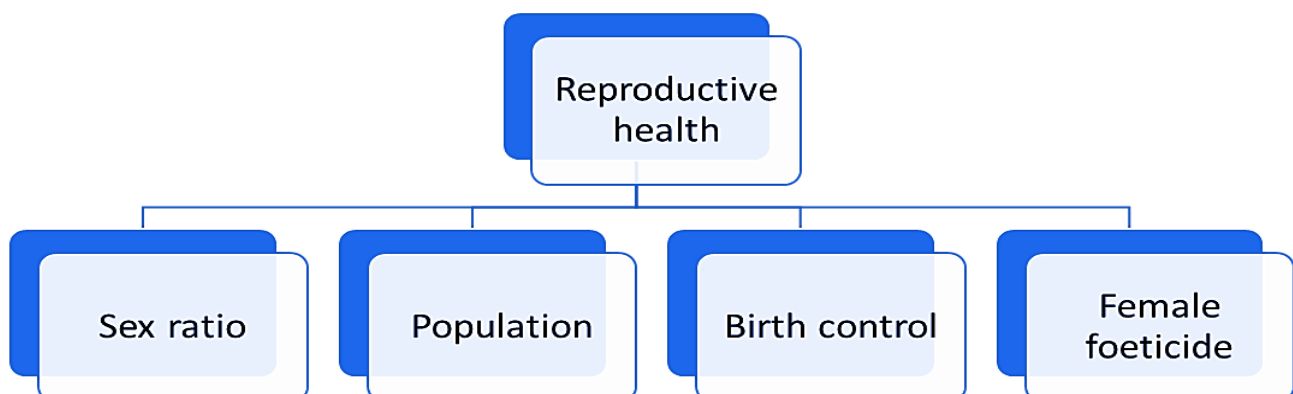 Reproductive
health
Sex ratio
Population
Birth control
Female
foeticide